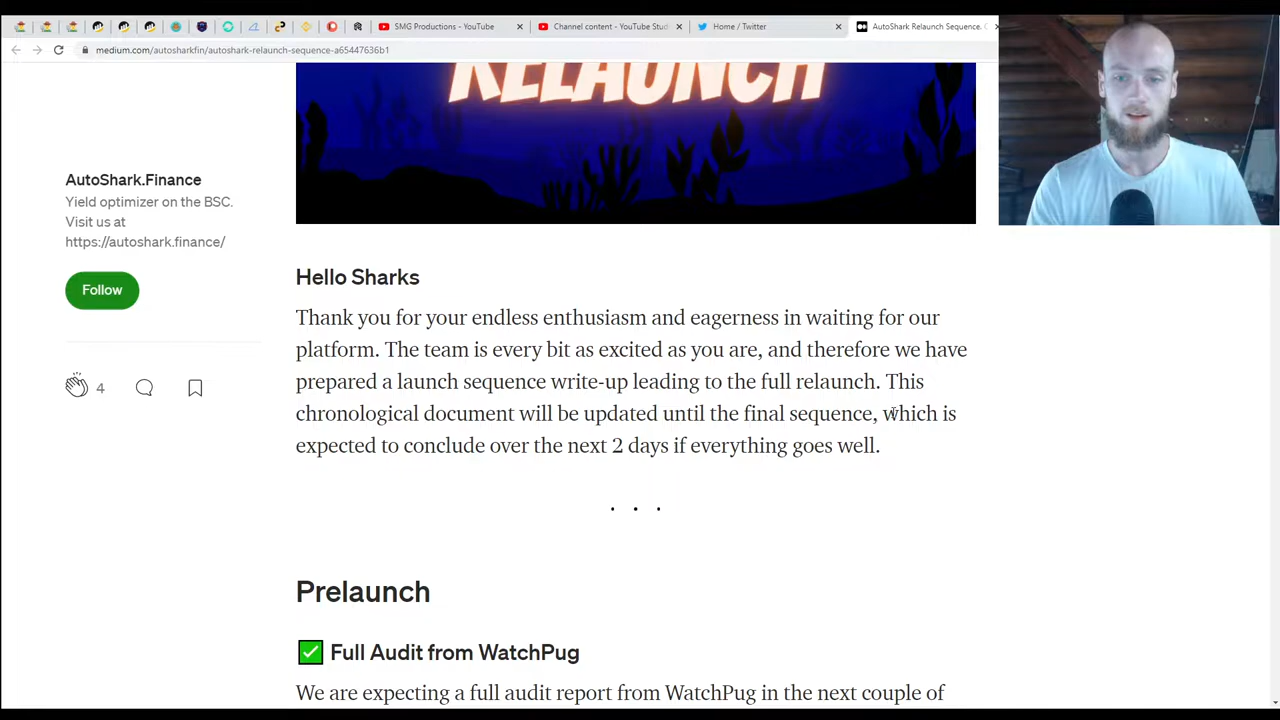 SMG Productions - YouTube
Channel content - YouTube Stud
Home / Twitter
AutoShark Relaunch Sequence. C
medium.com/autosharkfin/autoshark-relaunch-sequence-a65447636b1
RELAUNCH
AutoShark.Finance
Yield optimizer on the BSC.
Visit us at
https://autoshark.finance/
Follow
4
Hello Sharks
Thank you for your endless enthusiasm and eagerness in waiting for our
platform. The team is every bit as excited as you are, and therefore we have
prepared a launch sequence write-up leading to the full relaunch. This
chronological document will be updated until the final sequence, which is
expected to conclude over the next 2 days if everything goes well.
. . .
Prelaunch
✅ Full Audit from WatchPug
We are expecting a full audit report from WatchPug in the next couple of